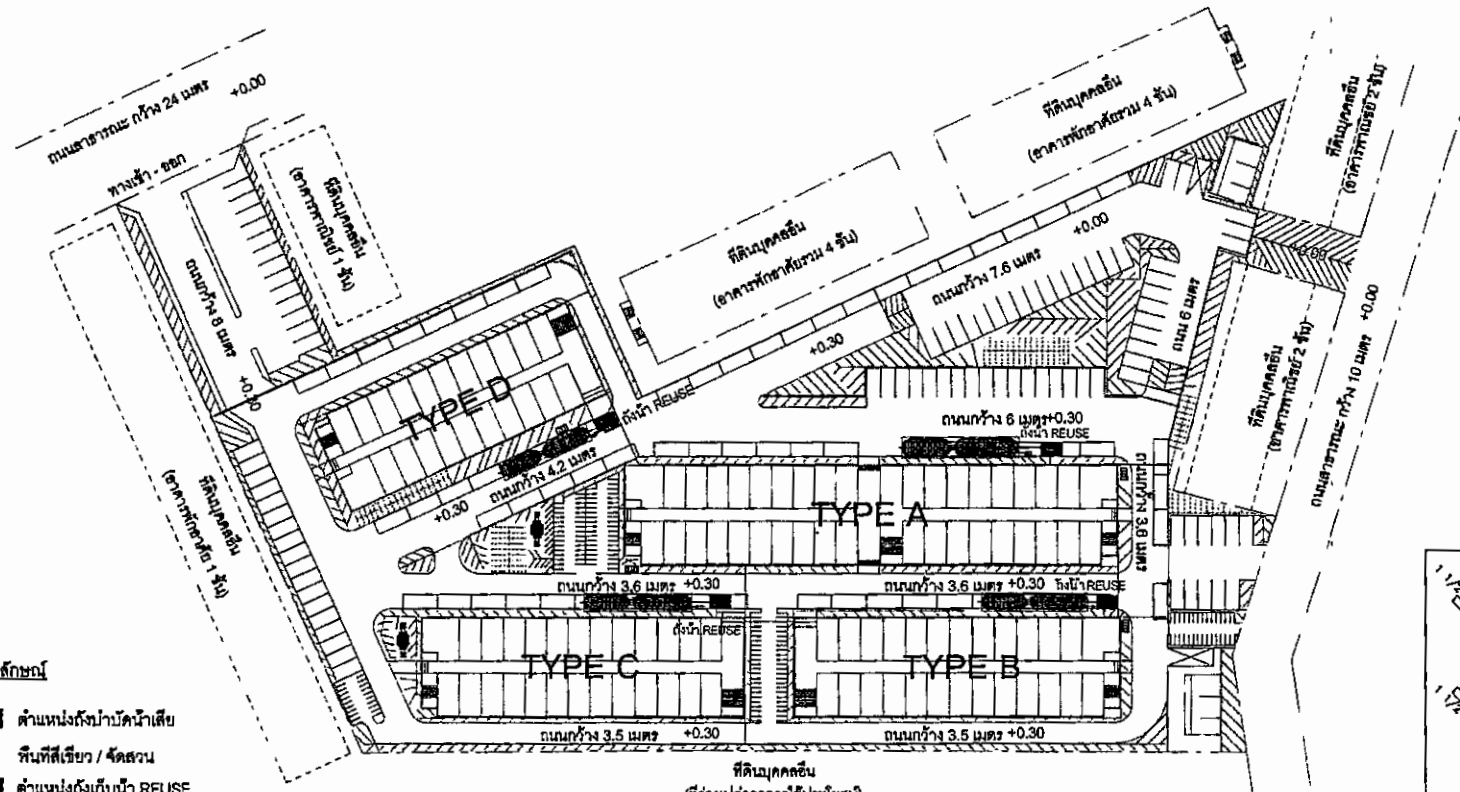 ถนนสาธารณะ กว้าง 24 เมตร +0.00
ทางเข้า - ออก
ที่ดินบุคคลอื่น
(อาคารพาณิชย์ 1 ชั้น)
ที่ดินบุคคลอื่น
(อาคารพักอาศัยรวม 4 ชั้น)
ที่ดินบุคคลอื่น
(อาคารพักอาศัยรวม 4 ชั้น)
ที่ดินบุคคลอื่น
(อาคารพาณิชย์ 2 ชั้น)
ถนนกว้าง 8 เมตร +0.30
ถนนกว้าง 7.6 เมตร +0.00
+0.30
ถนน 6 เมตร
+0.00
ที่ดินบุคคลอื่น
(อาคารพาณิชย์ 2 ชั้น)
ถนนสาธารณะ กว้าง 10 เมตร +0.00
TYPE D
ถังน้ำ REUSE
ถนนกว้าง 4.2 เมตร
+0.30
ถนนกว้าง 6 เมตร+0.30
ถังน้ำ REUSE
TYPE A
ถนนกว้าง 3.6 เมตร
ที่ดินบุคคลอื่น
(อาคารพักอาศัย 1 ชั้น)
ถนนกว้าง 3.6 เมตร +0.30
ถนนกว้าง 3.6 เมตร +0.30
ถังน้ำ REUSE
ถังน้ำ REUSE
TYPE C
TYPE B
ถนนกว้าง 3.5 เมตร +0.30
ถนนกว้าง 3.5 เมตร +0.30
ที่ดินบุคคลอื่น
ลักษณ์
ตำแหน่งถังบำบัดน้ำเสีย
พื้นที่สีเขียว / จัดสวน
ตำแหน่งถังเก็บน้ำ REUSE